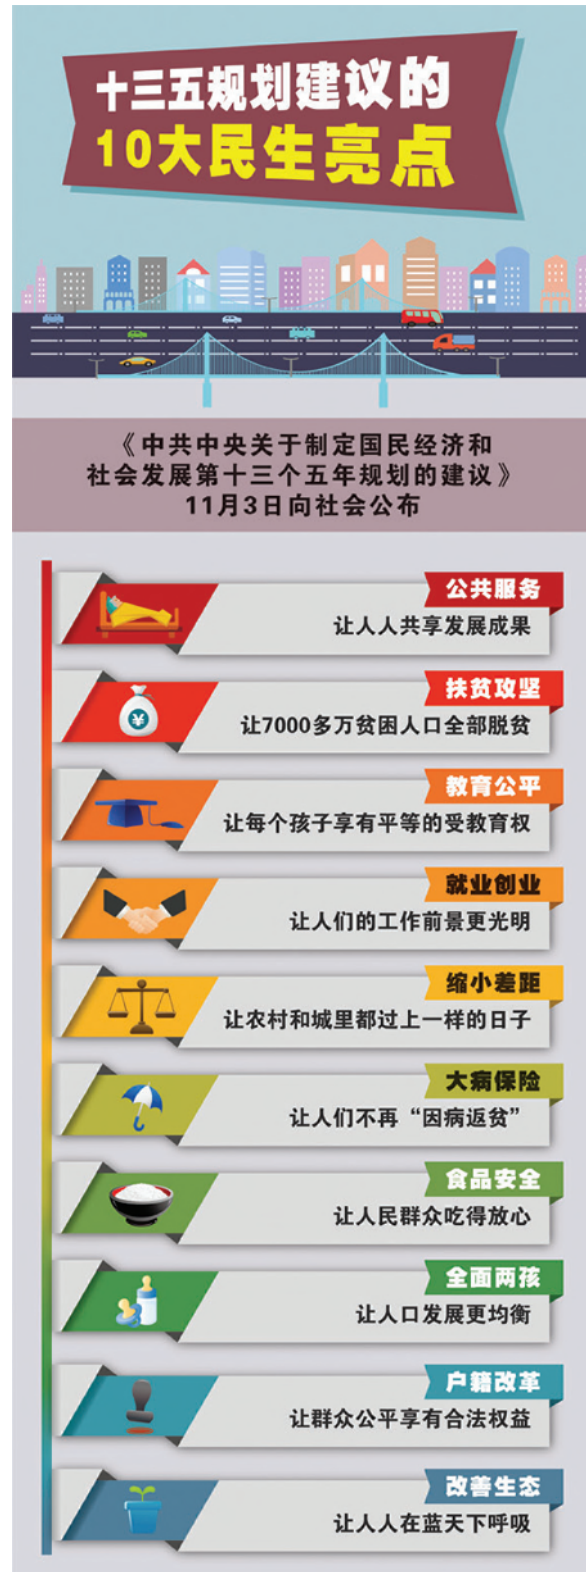 十三五规划建议的
10大民生亮点
《中共中央关于制定国民经济和
社会发展第十三个五年规划的建议》
11月3日向社会公布
公共服务
让人人共享发展成果
扶贫攻坚
¥
让7000多万贫困人口全部脱贫
教育公平
让每个孩子享有平等的受教育权
就业创业
让人们的工作前景更光明
缩小差距
让农村和城里都过上一样的日子
大病保险
让人们不再“因病返贫”
食品安全
让人民群众吃得放心
全面两孩
让人口发展更均衡
户籍改革
让群众公平享有合法权益
改善生态
让人人在蓝天下呼吸